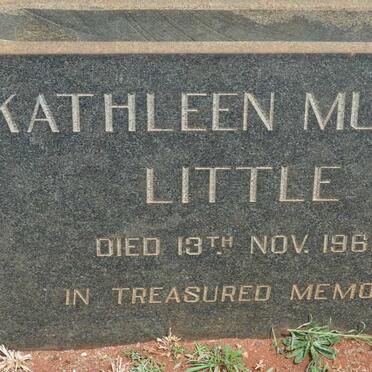 KATHLEEN
LITTLE
DIED 13TH NOV.
IN TREASURED